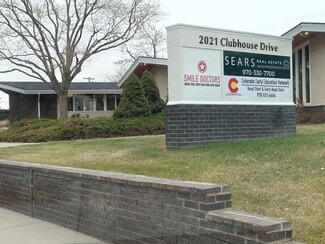 2021 Clubhouse Drive
SMILE DOCTORS
SEARS
REAL ESTATE
970-330-7700
Colorado Early Education Network
Head Start & Early Head Start